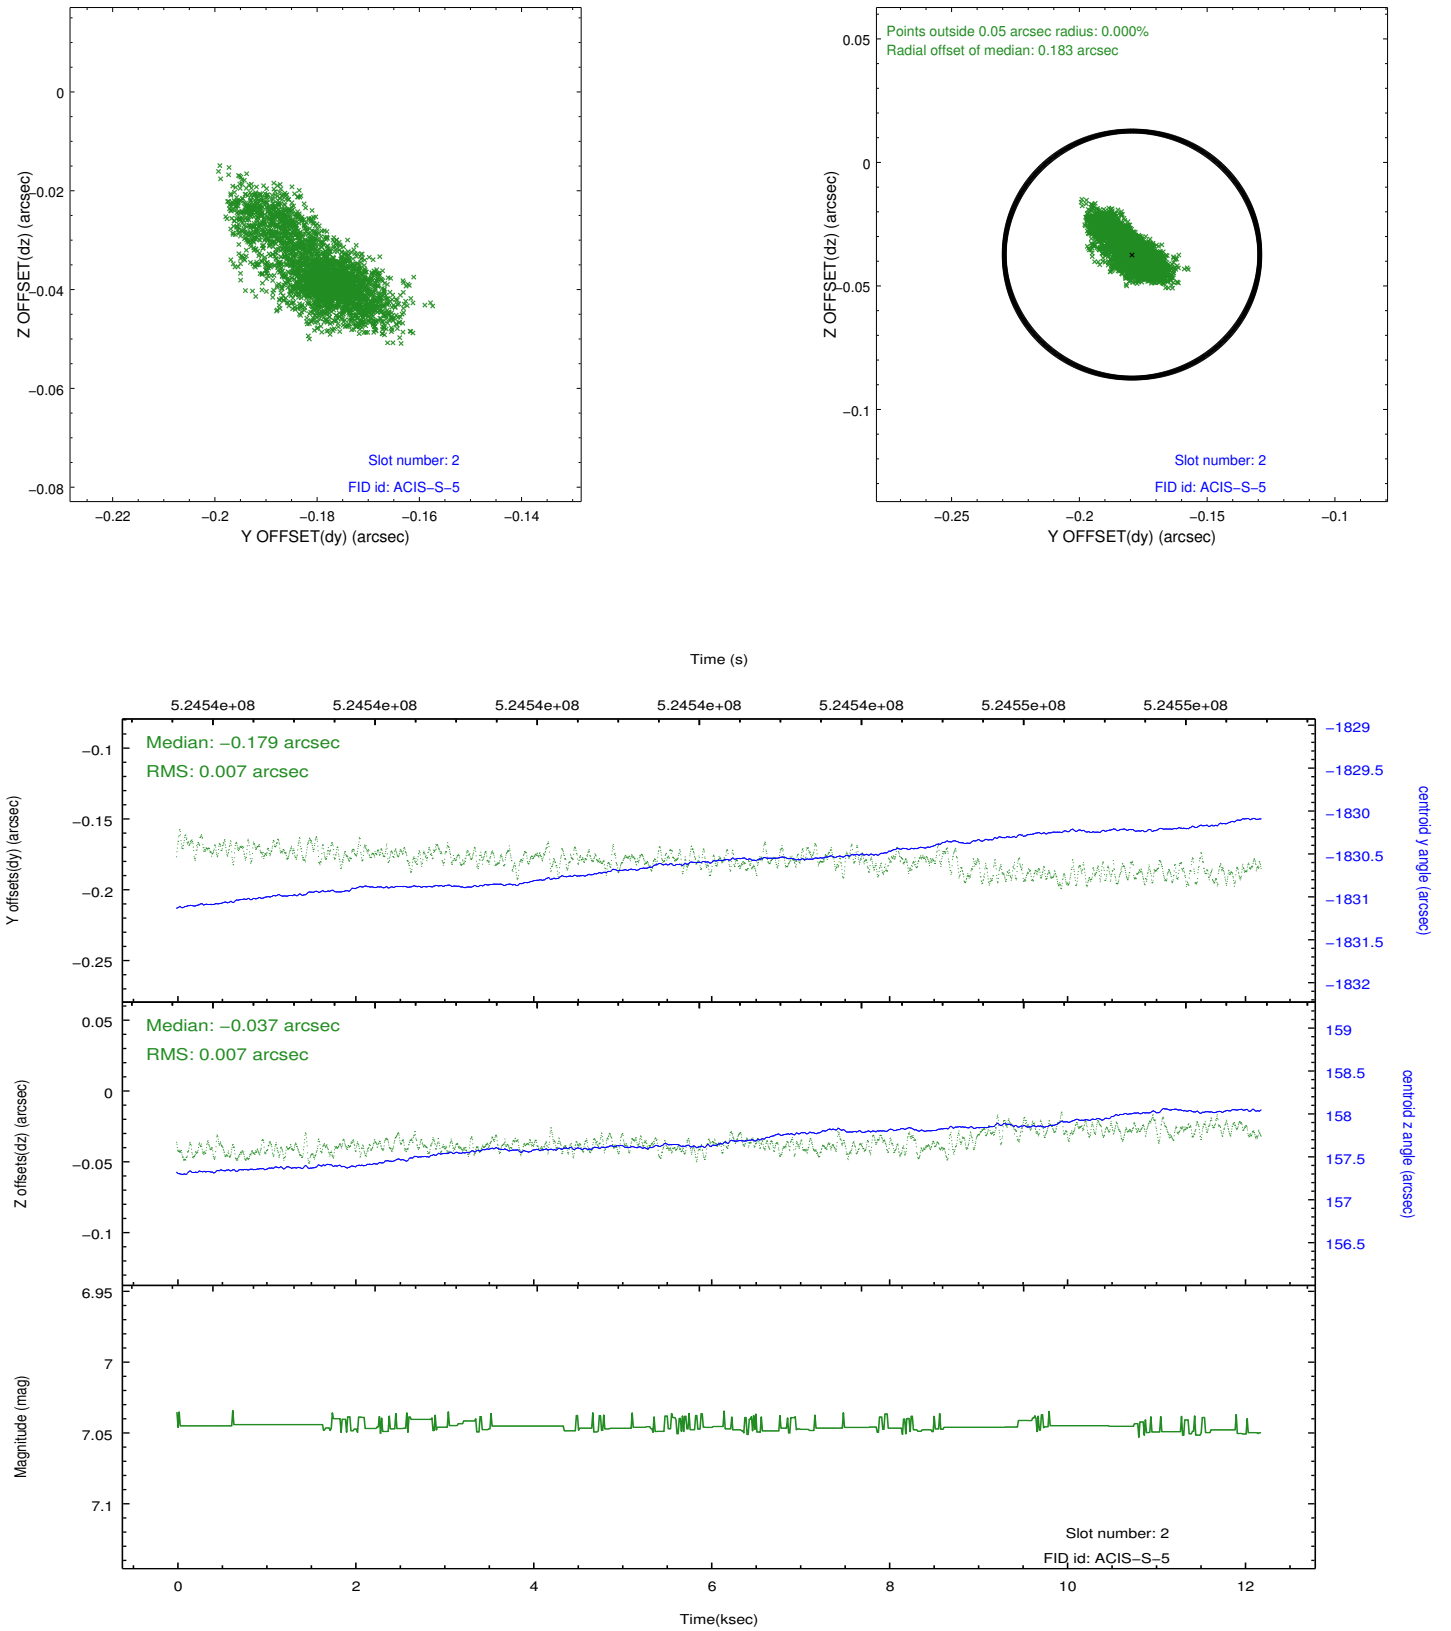 0
−0.02
−0.04
−0.06
−0.08
Z OFFSET(dz) (arcsec)
Slot number: 2
FID id: ACIS−S−5
−0.22
−0.2
−0.18
−0.16
−0.14
Y OFFSET(dy) (arcsec)
Points outside 0.05 arcsec radius: 0.000%
Radial offset of median: 0.183 arcsec
0.05
0
−0.05
−0.1
Z OFFSET(dz) (arcsec)
Slot number: 2
FID id: ACIS−S−5
−0.25
−0.2
−0.15
−0.1
Y OFFSET(dy) (arcsec)
Time (s)
5.2454e+08
5.2454e+08
5.2454e+08
5.2454e+08
5.2454e+08
5.2455e+08
5.2455e+08
Median: −0.179 arcsec
RMS: 0.007 arcsec
−0.1
−0.15
−0.2
−0.25
Y offsets(dy) (arcsec)
−1829
−1829.5
−1830
−1830.5
−1831
−1831.5
−1832
centroid y angle (arcsec)
Median: −0.037 arcsec
RMS: 0.007 arcsec
0.05
0
−0.05
−0.1
Z offsets(dz) (arcsec)
159
158.5
158
157.5
157
156.5
centroid z angle (arcsec)
6.95
7
7.05
7.1
Magnitude (mag)
Slot number: 2
FID id: ACIS−S−5
0
2
4
6
8
10
12
Time(ksec)